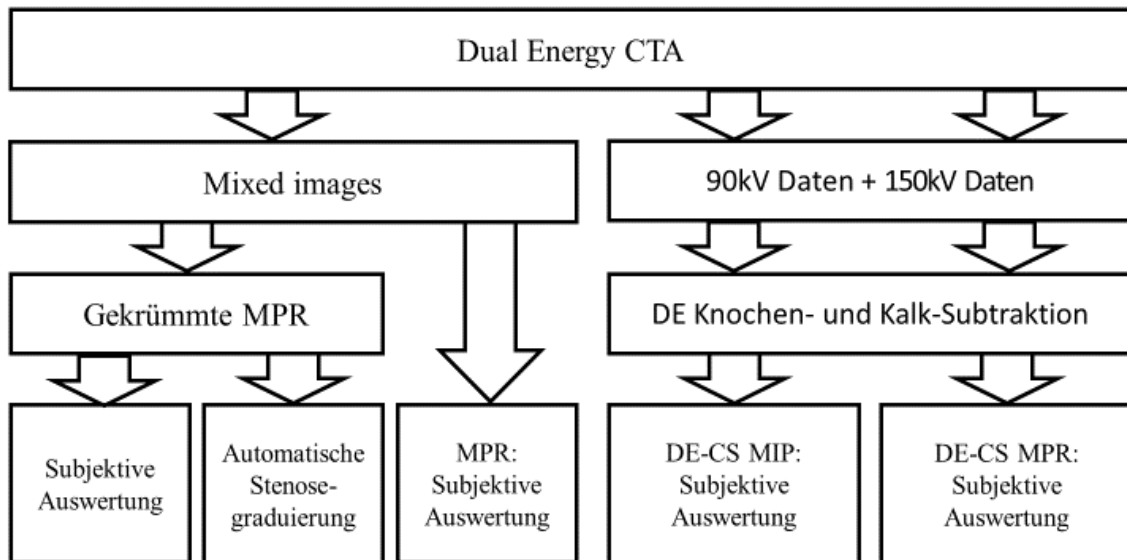 Dual Energy CTA
Mixed images
90kV Daten + 150kV Daten
Gekrümmte MPR
DE Knochen- und Kalk-Subtraktion
Subjektive
Auswertung
Automatische
Stenose-
graduierung
MPR:
Subjektive
Auswertung
DE-CS MIP:
Subjektive
Auswertung
DE-CS MPR:
Subjektive
Auswertung